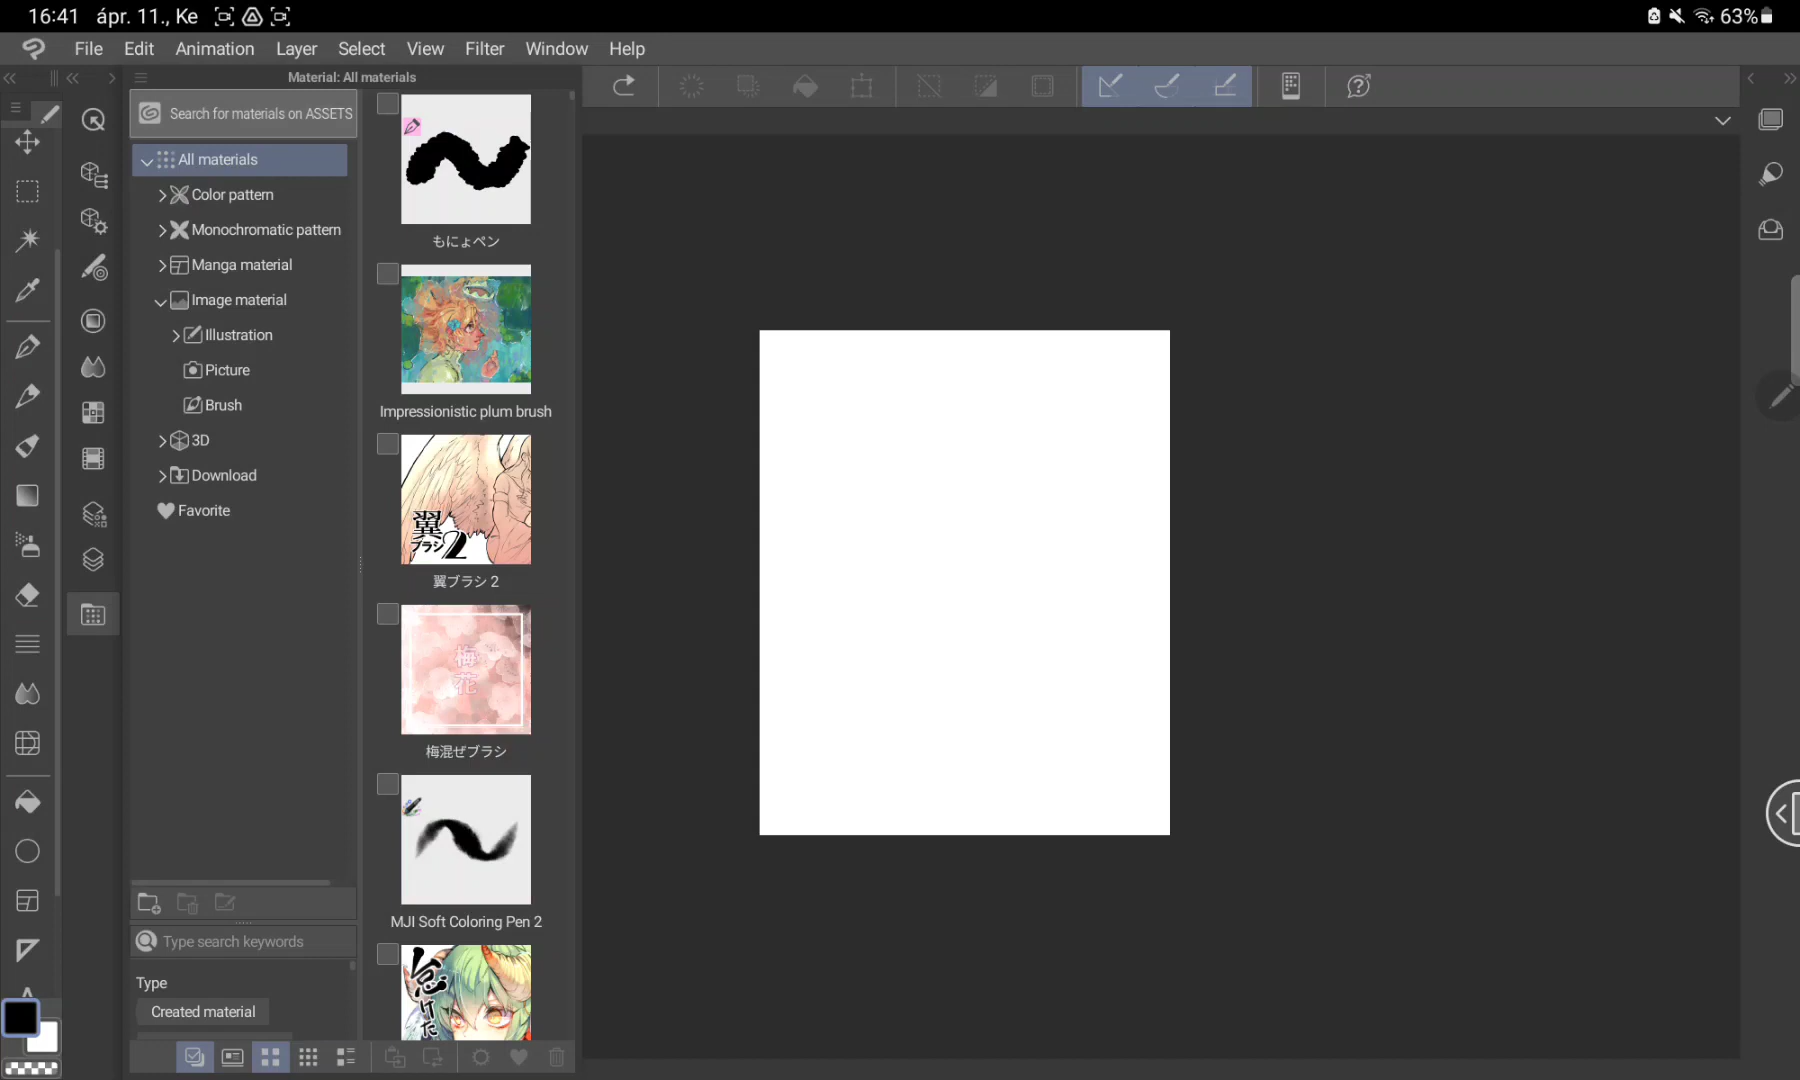 16:41 ápr. 11., Ke
63%
File Edit Animation Layer Select View Filter Window Help
Material: All materials
Search for materials on ASSETS
All materials
Color pattern
Monochromatic pattern
Manga material
Image material
Illustration
Picture
Brush
3D
Download
Favorite
Type search keywords
Type
Created material
もにょペン
Impressionistic plum brush
翼
ブラシ2
翼ブラシ 2
梅
花
梅混ぜブラシ
MJI Soft Coloring Pen 2